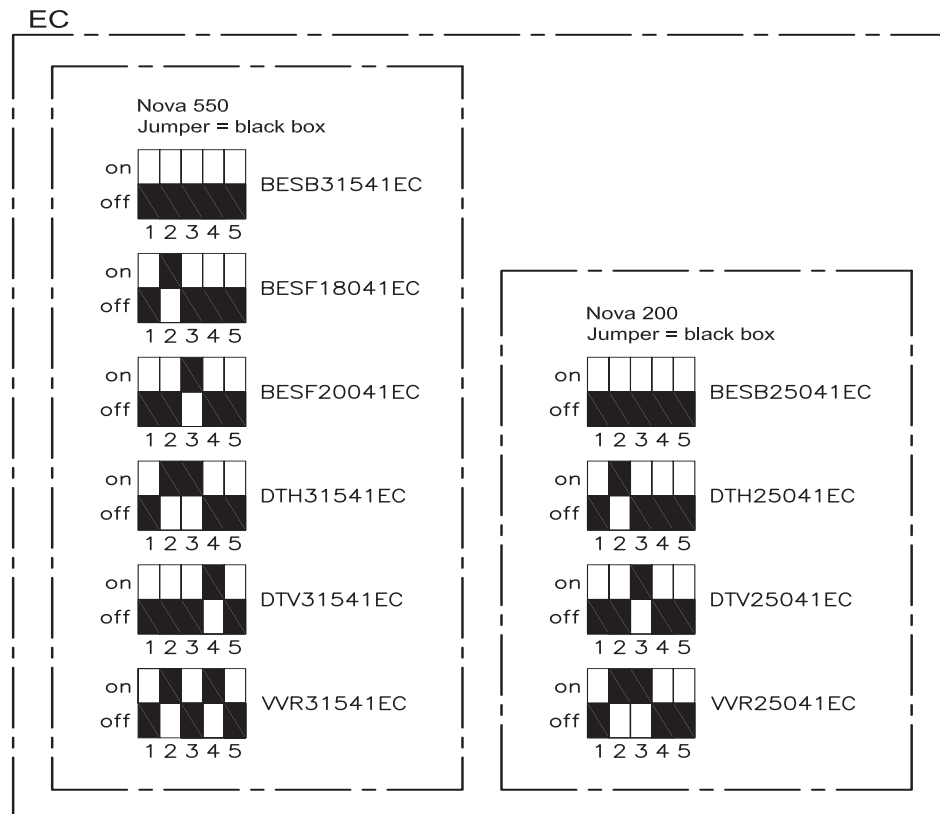 EC
Nova 550
Jumper = black box
on
off
BESB31541EC
1 2 3 4 5
on
off
BESF18041EC
1 2 3 4 5
on
off
BESF20041EC
1 2 3 4 5
on
off
DTH31541EC
1 2 3 4 5
on
off
DTV31541EC
1 2 3 4 5
on
off
VVR31541EC
1 2 3 4 5
Nova 200
Jumper = black box
on
off
BESB25041EC
1 2 3 4 5
on
off
DTH25041EC
1 2 3 4 5
on
off
DTV25041EC
1 2 3 4 5
on
off
VVR25041EC
1 2 3 4 5